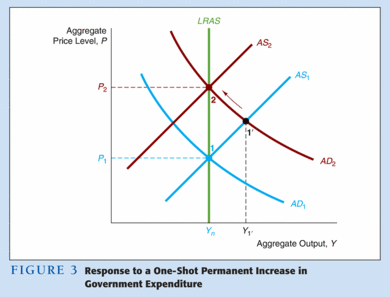 Aggregate
Price Level, P
LRAS
AS2
AS1
P2
2
1'
P1
1
AD2
AD1
Yn
Y1'
Aggregate Output, Y
FIGURE 3 Response to a One-Shot Permanent Increase in
Government Expenditure